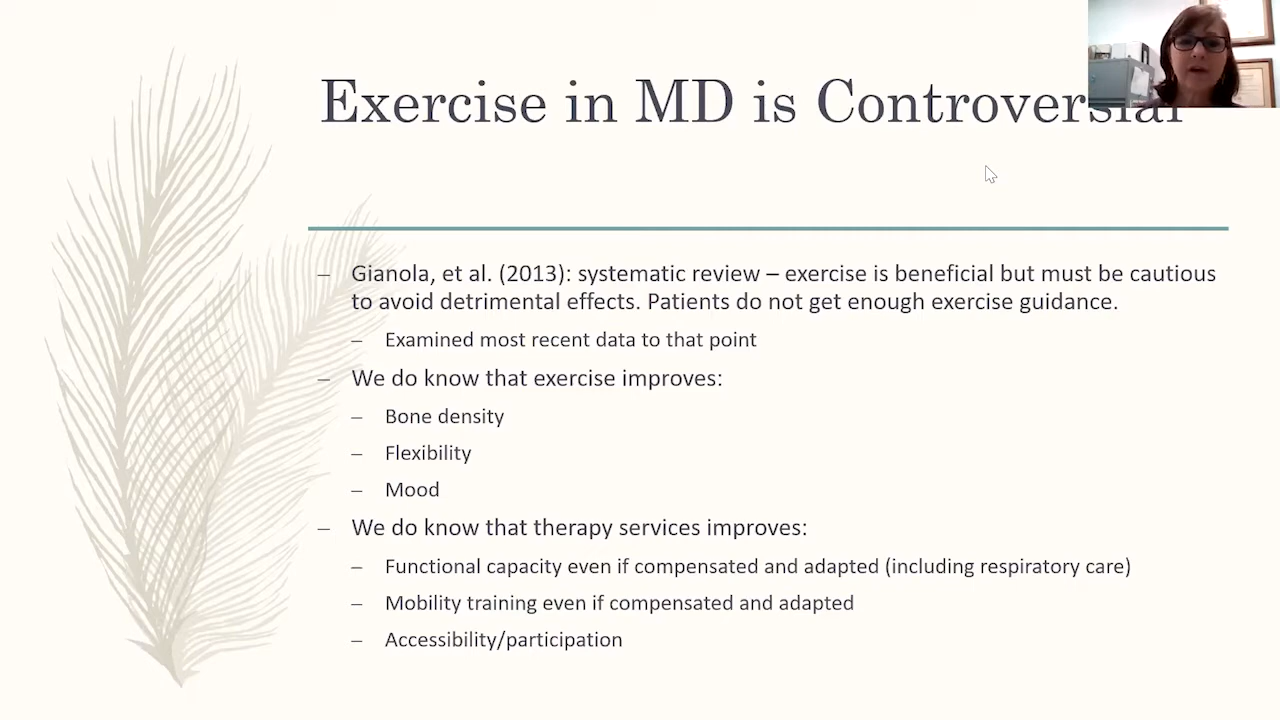 Exercise in MD is Controversial
– Gianola, et al. (2013): systematic review – exercise is beneficial but must be cautious
to avoid detrimental effects. Patients do not get enough exercise guidance.
– Examined most recent data to that point
– We do know that exercise improves:
– Bone density
– Flexibility
– Mood
– We do know that therapy services improves:
– Functional capacity even if compensated and adapted (including respiratory care)
– Mobility training even if compensated and adapted
– Accessibility/participation